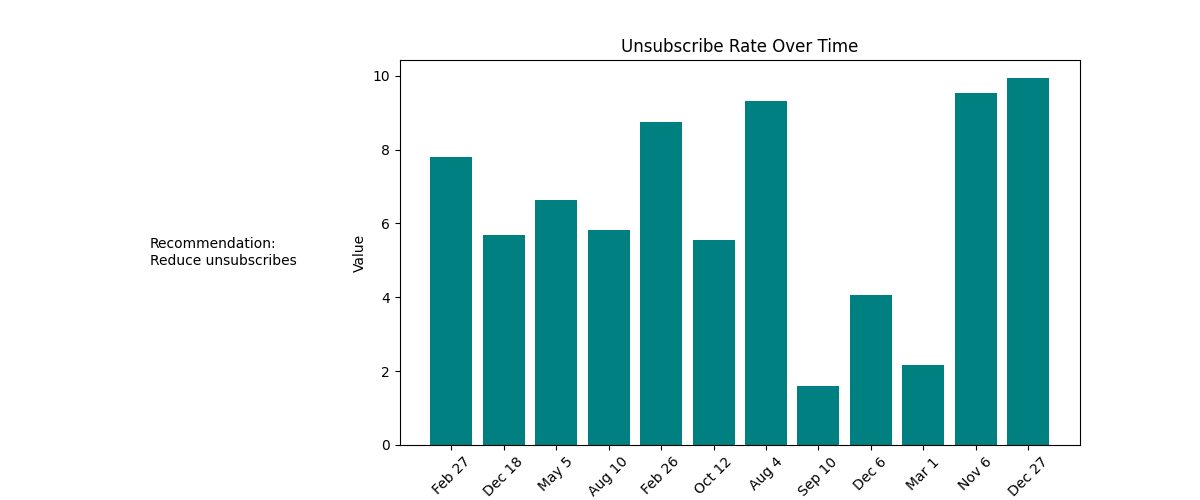 Unsubscribe Rate Over Time
Recommendation:
Reduce unsubscribes
Value
10
8
6
4
2
0
Feb 27
Dec 18
May 5
Aug 10
Feb 26
Oct 12
Aug 4
Sep 10
Dec 6
Mar 1
Nov 6
Dec 27